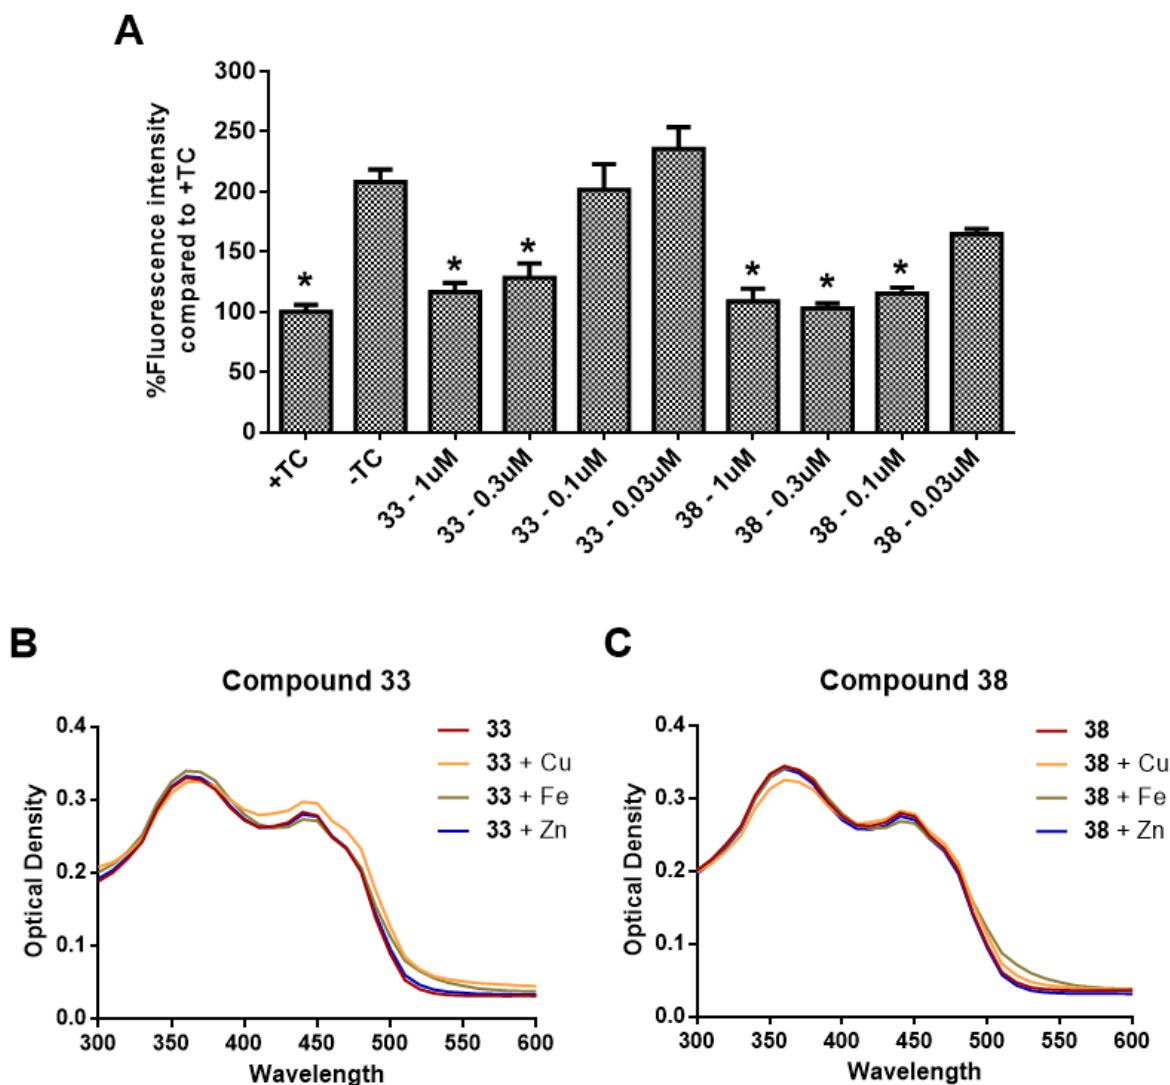 A
%Fluorescence intensity
compared to +TC
300
250
200
150
100
50
0
* * * * * *
+TC
-TC
33 - 1uM
33 - 0.3uM
33 - 0.1uM
33 - 0.03uM
38 - 1uM
38 - 0.3uM
38 - 0.1uM
38 - 0.03uM
B
Compound 33
Optical Density
0.4
0.3
0.2
0.1
0.0
300 350 400 450 500 550 600
Wavelength
33
33 + Cu
33 + Fe
33 + Zn
C
Compound 38
Optical Density
0.4
0.3
0.2
0.1
0.0
300 350 400 450 500 550 600
Wavelength
38
38 + Cu
38 + Fe
38 + Zn